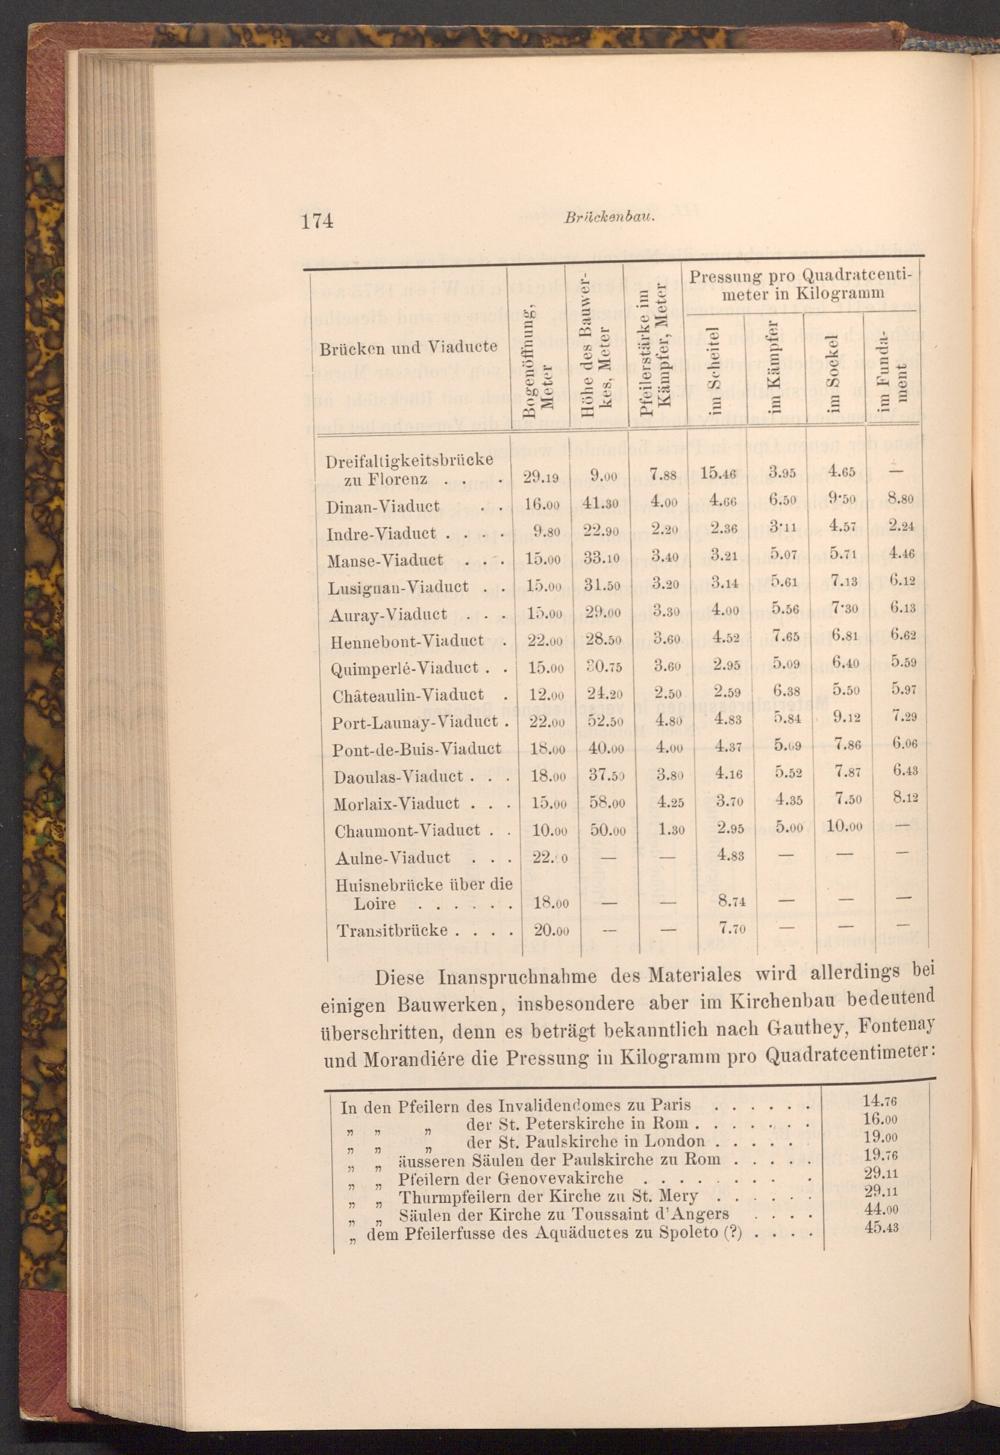 174
Brückenbau.
Brücken und Viaducte | Bogenöffnung, Meter | Höhe des Bauwer-kes, Meter | Pfeilerstärke im Kämpfer, Meter | Pressung pro Quadratcenti-
meter in Kilogramm
im Scheitel | im Kämpfer | im Sockel | im Funda-ment
Dreifaltigkeitsbrücke
zu Florenz . . . 29.19 9.00 7.88 15.46 3.95 4.65 —
Dinan-Viaduct . . 16.00 41.30 4.00 4.66 6.50 9·50 8.80
Indre-Viaduct . . . . 9.80 22.90 2.20 2.36 3·11 4.57 2.24
Manse-Viaduct . . . 15.00 33.10 3.40 3.21 5.07 5.71 4.46
Lusignan-Viaduct . . 15.00 31.50 3.20 3.14 5.61 7.13 6.12
Auray-Viaduct . . . 15.00 29.00 3.30 4.00 5.56 7·30 6.13
Hennebont-Viaduct . 22.00 28.50 3.60 4.52 7.65 6.81 6.62
Quimperlé-Viaduct . . 15.00 30.75 3.60 2.95 5.09 6.40 5.59
Châteaulin-Viaduct . 12.00 24.20 2.50 2.59 6.38 5.50 5.97
Port-Launay-Viaduct . 22.00 52.50 4.80 4.83 5.84 9.12 7.29
Pont-de-Buis-Viaduct 18.00 40.00 4.00 4.37 5.09 7.86 6.06
Daoulas-Viaduct . . . 18.00 37.50 3.80 4.16 5.52 7.87 6.43
Morlaix-Viaduct . . . 15.00 58.00 4.25 3.70 4.35 7.50 8.12
Chaumont-Viaduct . . 10.00 50.00 1.30 2.95 5.00 10.00 —
Aulne-Viaduct . . . — — 4.83 — — —
Huisnebrücke über die
Loire . . . . . . 18.00 — — 8.74 — — —
Transitbrücke . . . . 20.00 — — 7.70 — — —
Diese Inanspruchnahme des Materiales wird allerdings bei
einigen Bauwerken, insbesondere aber im Kirchenbau bedeutend
überschritten, denn es beträgt bekanntlich nach Gauthey, Fontenay
und Morandiére die Pressung in Kilogramm pro Quadratcentimeter:
In den Pfeilern des Invalidendomes zu Paris . . . . . . 14.76
„ „ „ der St. Peterskirche in Rom . . . . . . . 16.00
„ „ „ der St. Paulskirche in London . . . . . 19.00
„ „ äusseren Säulen der Paulskirche zu Rom . . . . . 19.76
„ „ Pfeilern der Genovevakirche . . . . . . . . . 29.11
„ „ Thurmpfeilern der Kirche zu St. Mery . . . . . . 29.11
„ „ Säulen der Kirche zu Toussaint d'Angers . . . . 44.00
„ dem Pfeilerfusse des Aquäductes zu Spoleto (?) . . . . 45.43